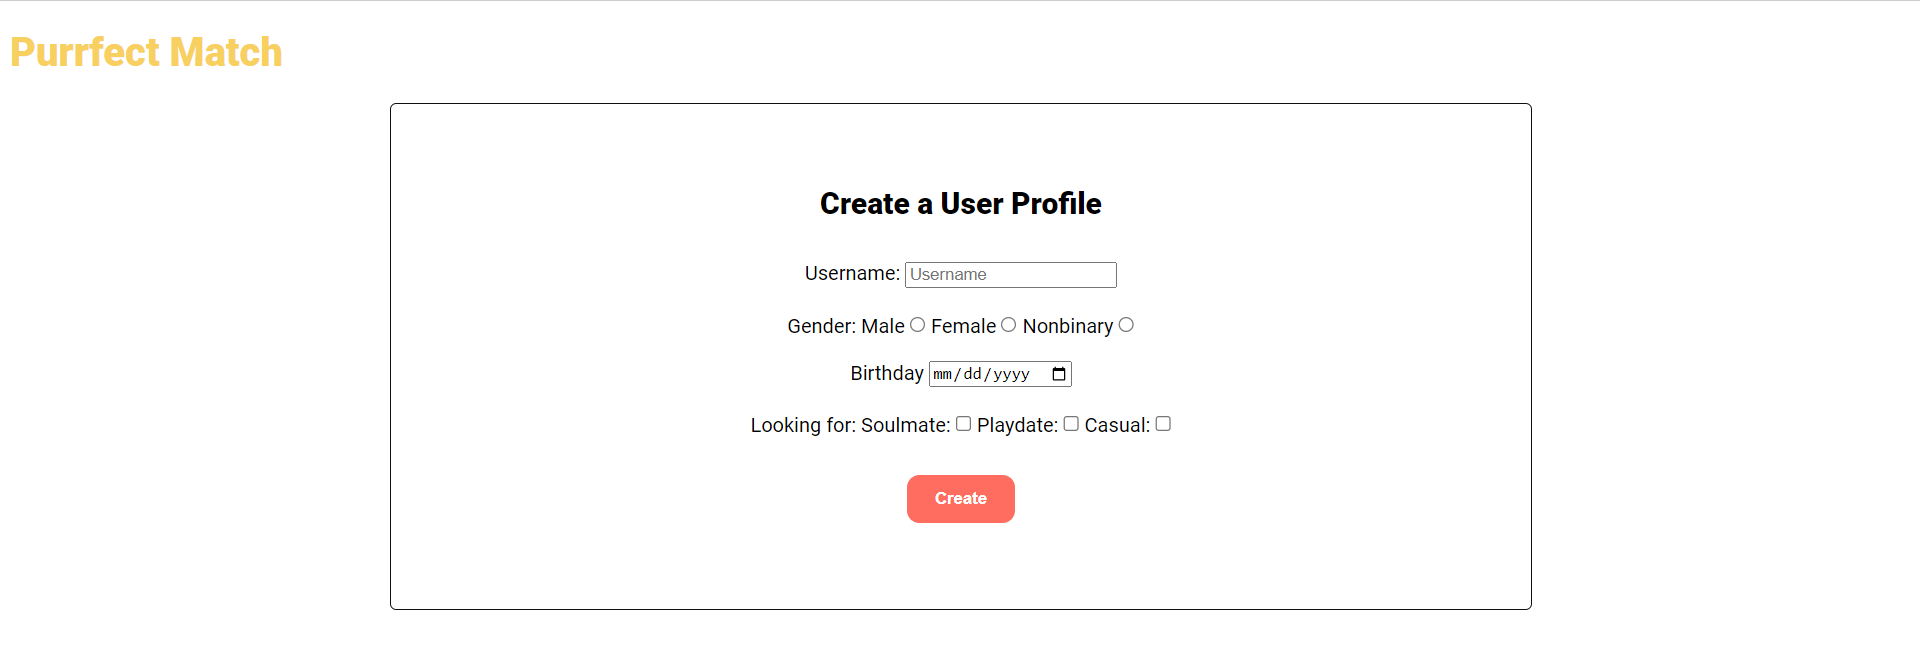 Purrfect Match
Create a User Profile
Username: Username
Gender: Male Female Nonbinary
Birthday mm/dd/yyyy
Looking for: Soulmate: Playdate: Casual:
Create